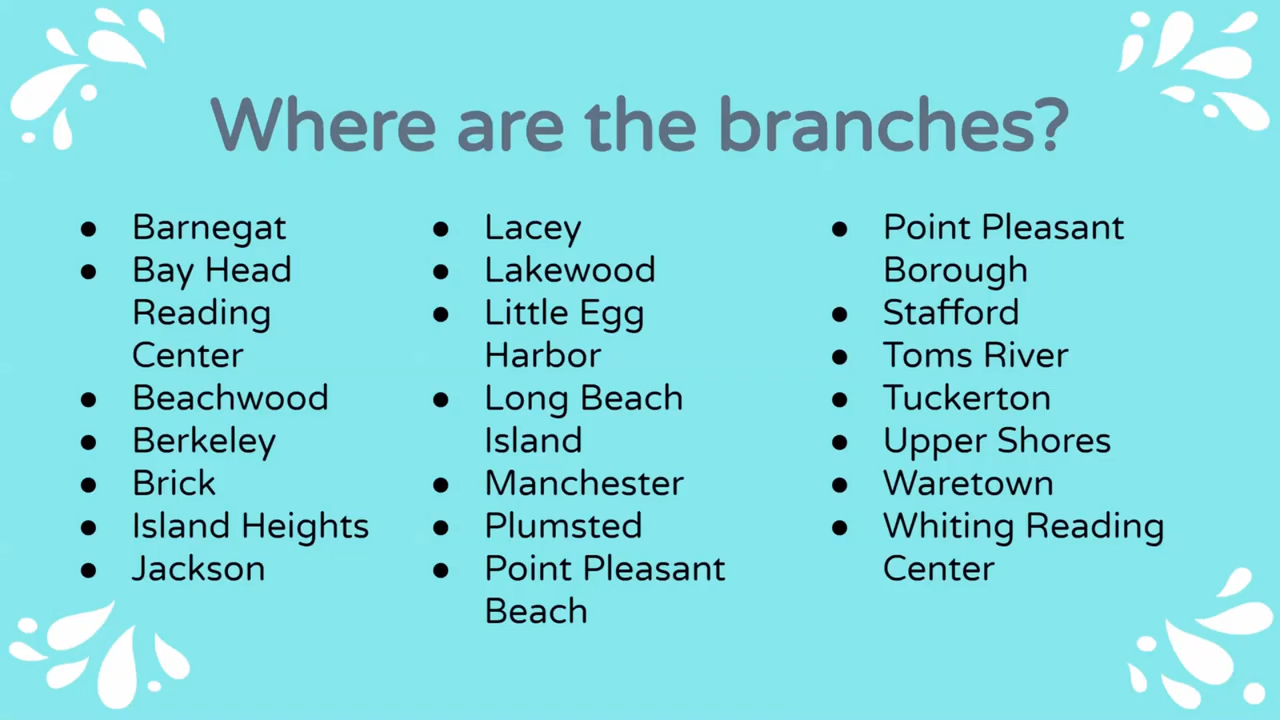 Where are the branches?
● Barnegat
● Bay Head
Reading
Center
● Beachwood
● Berkeley
● Brick
● Island Heights
● Jackson
● Lacey
● Lakewood
● Little Egg
Harbor
● Long Beach
Island
● Manchester
● Plumsted
● Point Pleasant
Beach
● Point Pleasant
Borough
● Stafford
● Toms River
● Tuckerton
● Upper Shores
● Waretown
● Whiting Reading
Center